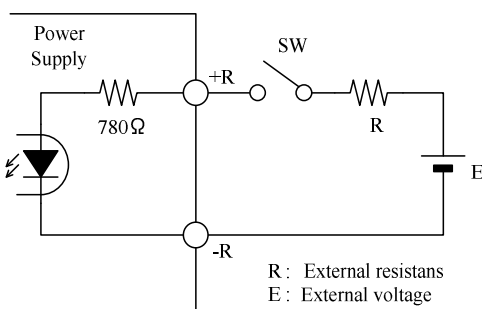 Power
Supply
SW
+R
780Ω
R
E
-R
R : External resistans
E : External voltage